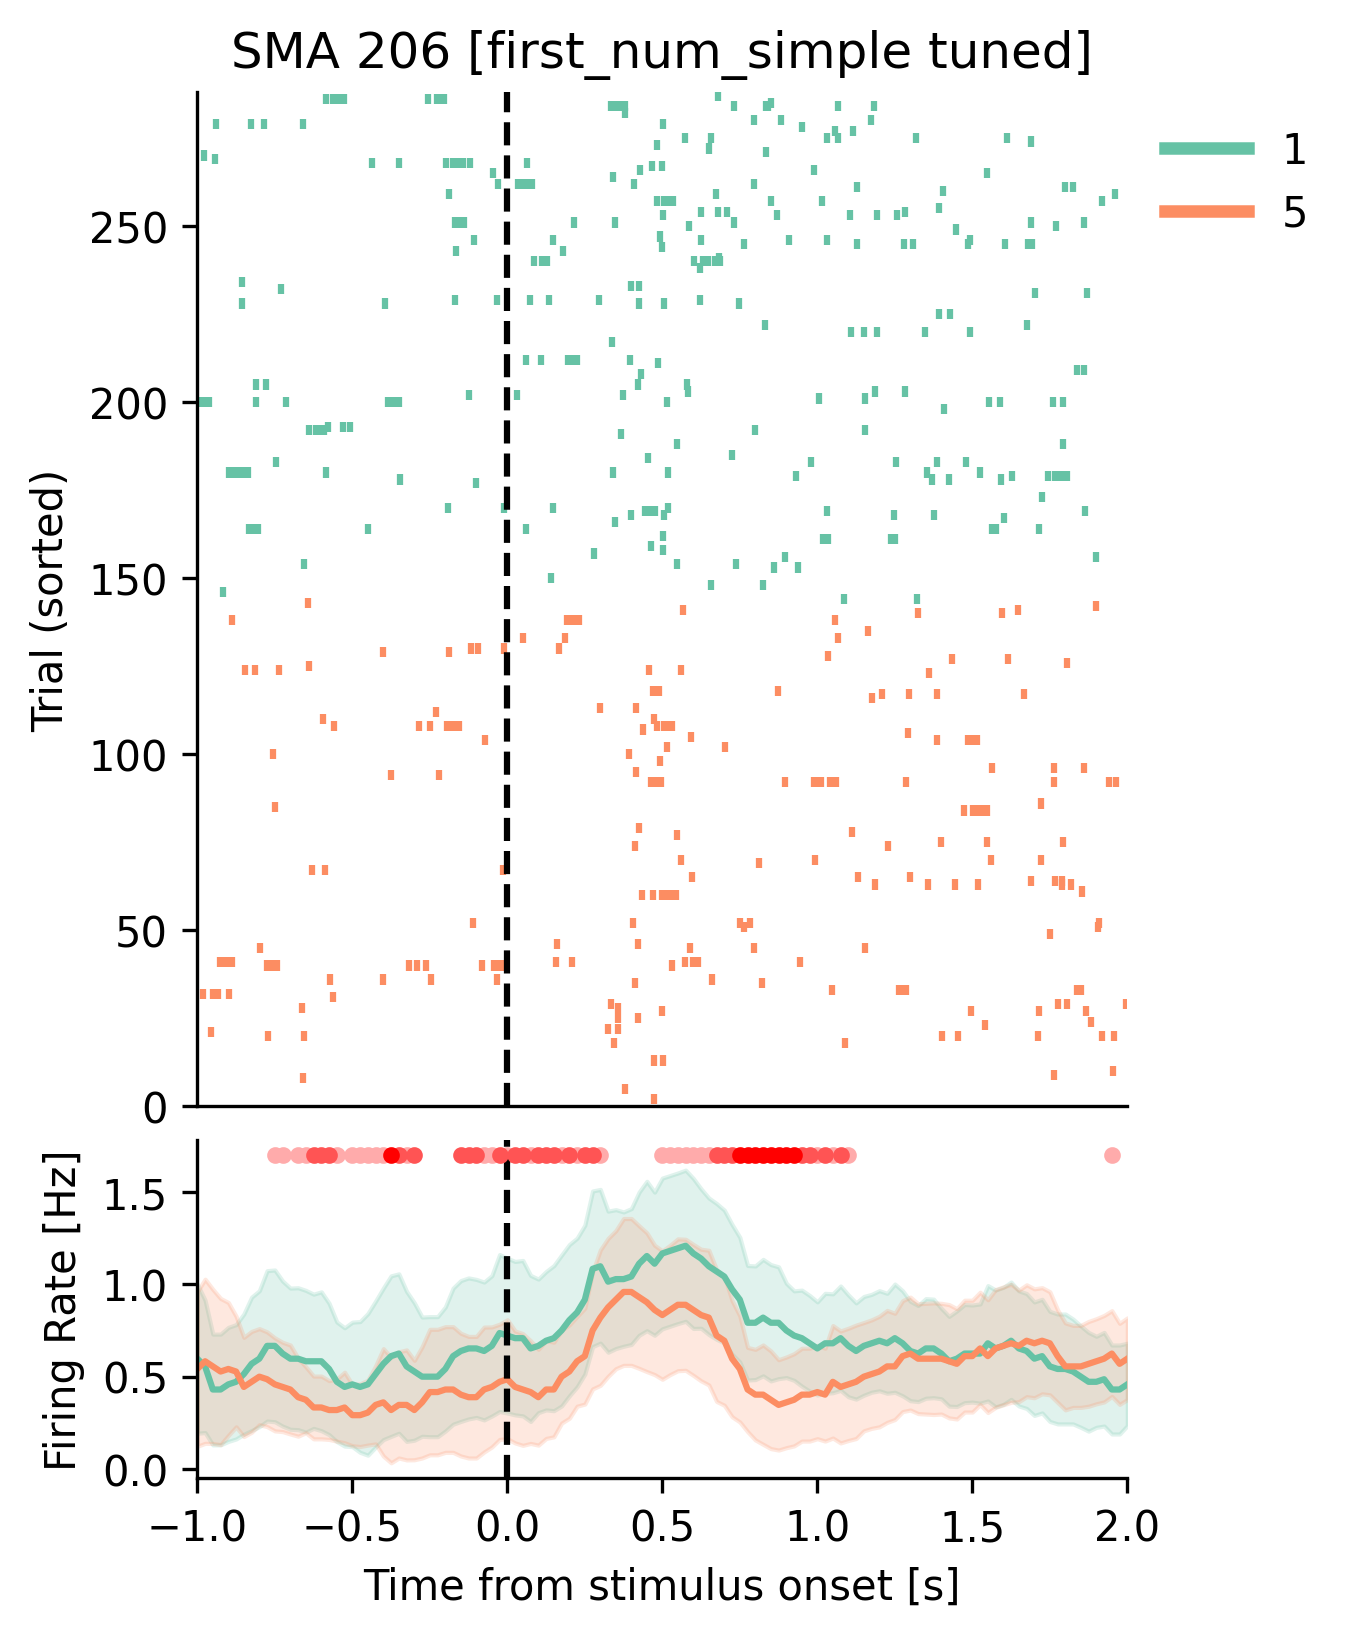 SMA 206 [first_num_simple tuned]
1
5
Trial (sorted)
250
200
150
100
50
0
Firing Rate [Hz]
1.5
1.0
0.5
0.0
−1.0 −0.5 0.0 0.5 1.0 1.5 2.0
Time from stimulus onset [s]